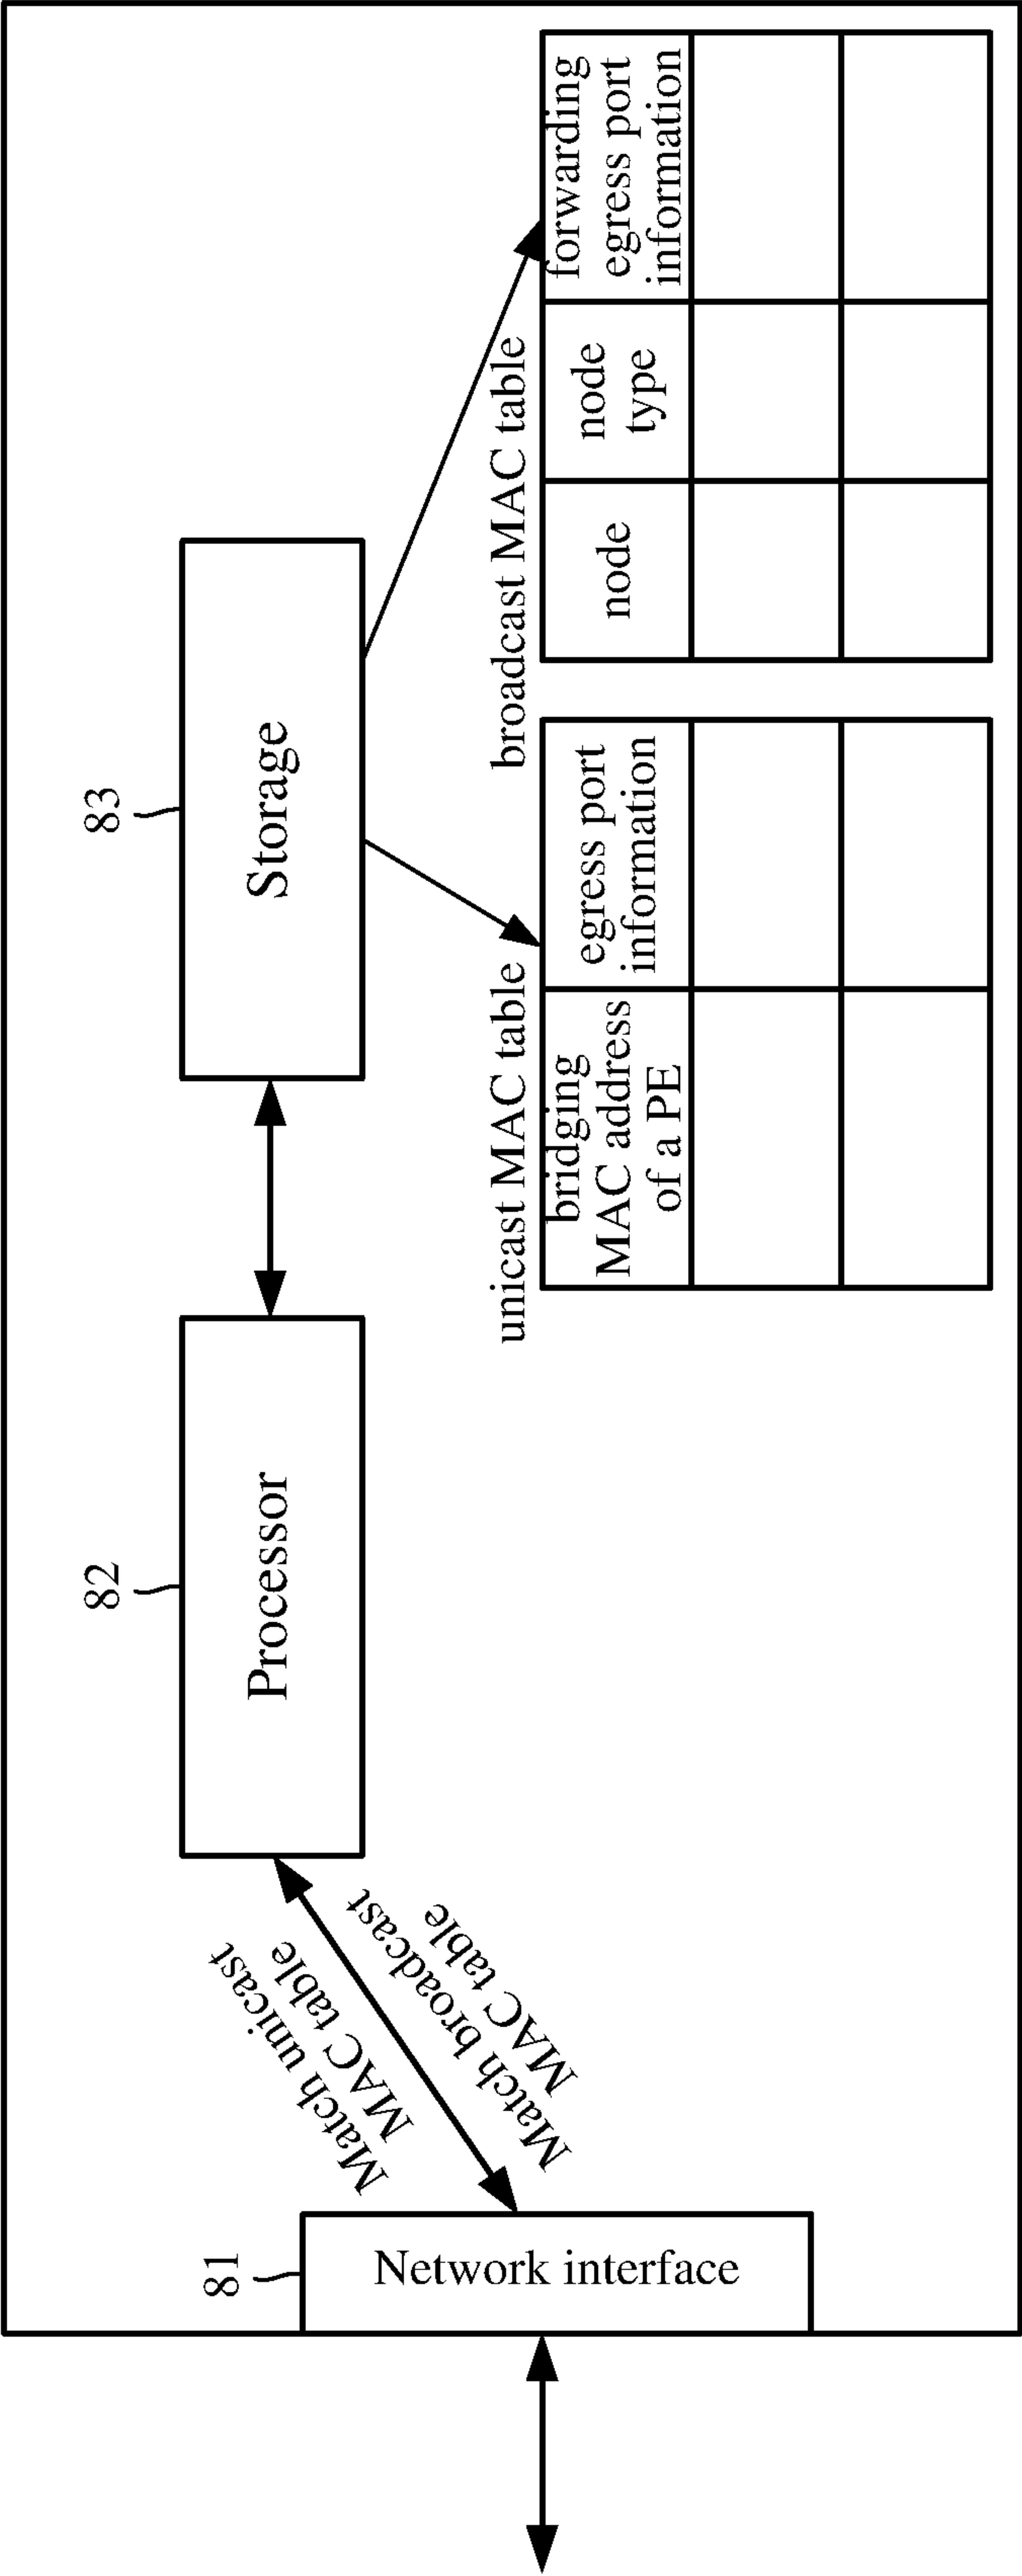 81
Network interface
Match unicast
MAC table
Match broadcast
MAC table
82
Processor
83
Storage
unicast MAC table
bridging
MAC address
of a PE
egress port
information
broadcast MAC table
node
node
type
forwarding
egress port
information